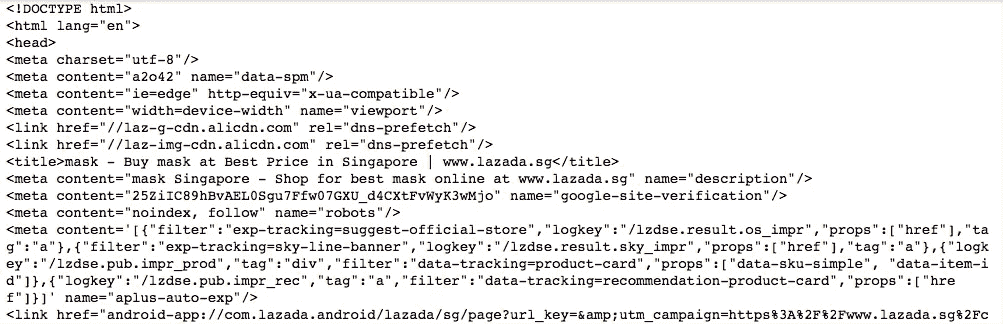 <!DOCTYPE html>
<html lang="en">
<head>
<meta charset="utf-8"/>
<meta content="a2o42" name="data-spm"/>
<meta content="ie=edge" http-equiv="x-ua-compatible"/>
<meta content="width=device-width" name="viewport"/>
<link href="//laz-g-cdn.alicdn.com" rel="dns-prefetch"/>
<link href="//laz-img-cdn.alicdn.com" rel="dns-prefetch"/>
<title>mask - Buy mask at Best Price in Singapore | www.lazada.sg</title>
<meta content="mask Singapore - Shop for best mask online at www.lazada.sg" name="description"/>
<meta content="25ZiIC89hBvAEL0Sgu7Ffw07GXU_d4CXtFvWyK3wMjo" name="google-site-verification"/>
<meta content="noindex, follow" name="robots"/>
<meta content='[{"filter":"exp-tracking=suggest-official-store","logkey":"/lzdse.result.os_impr","props":["href"],"ta
g":"a"},{"filter":"exp-tracking=sky-line-banner","logkey":"/lzdse.result.sky_impr","props":["href"],"tag":"a"},{"logk
ey":"/lzdse.pub.impr_prod","tag":"div","filter":"data-tracking=product-card","props":["data-sku-simple", "data-item-i
d"]},{"logkey":"/lzdse.pub.impr_rec","tag":"a","filter":"data-tracking=recommendation-product-card","props":["hre
f"]}]' name="aplus-auto-exp"/>
<link href="android-app://com.lazada.android/lazada/sg/page?url_key=&amp;utm_campaign=https%3A%2F%2Fwww.lazada.sg%2Fc